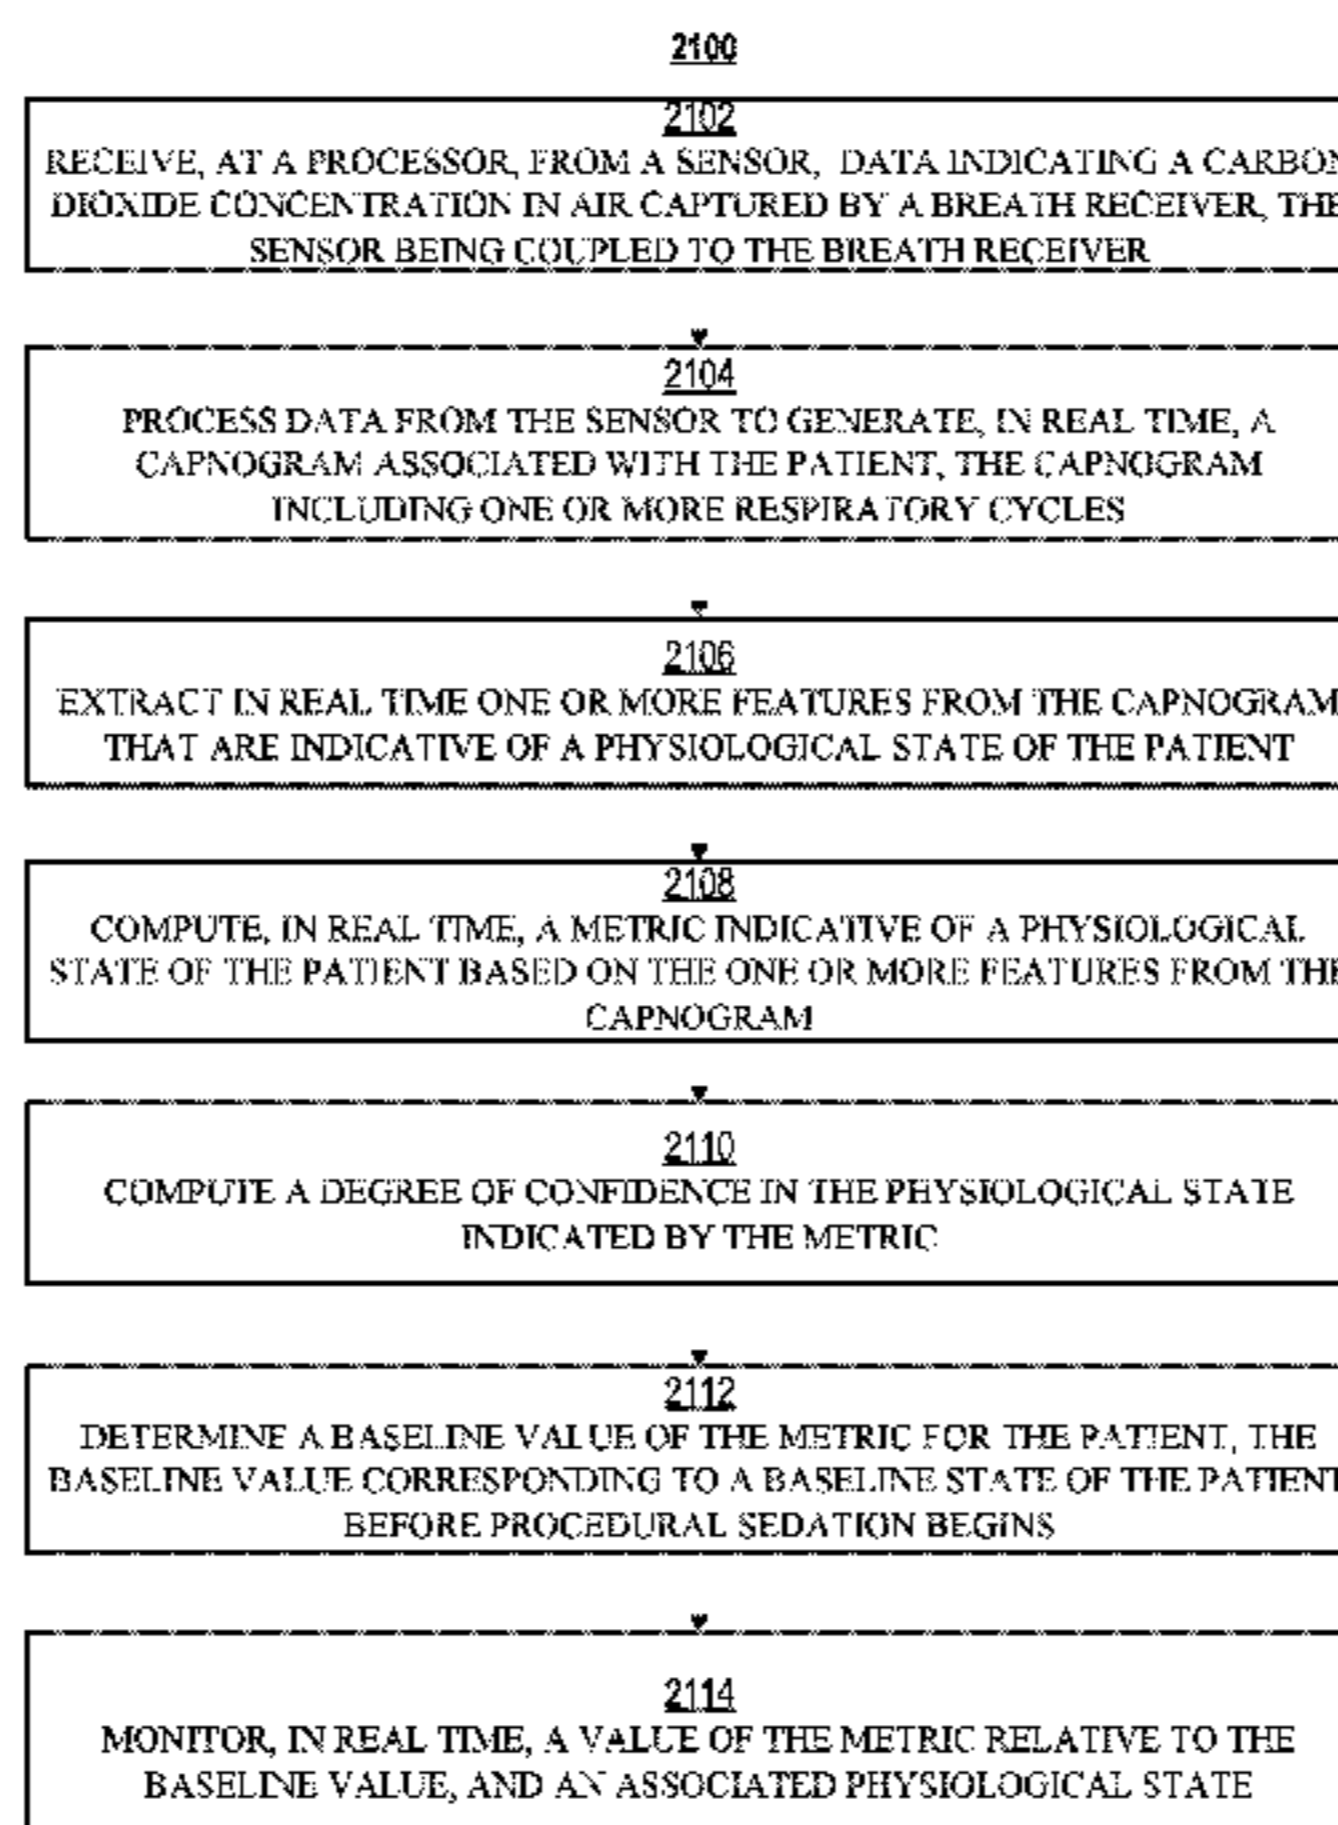 2100
2102
RECEIVE, AT A PROCESSOR, FROM A SENSOR, DATA INDICATING A CARBON
DIOXIDE CONCENTRATION IN AIR CAPTURED BY A BREATH RECEIVER, THE
SENSOR BEING COUPLED TO THE BREATH RECEIVER
2104
PROCESS DATA FROM THE SENSOR TO GENERATE, IN REAL TIME, A
CAPNOGRAM ASSOCIATED WITH THE PATIENT, THE CAPNOGRAM
INCLUDING ONE OR MORE RESPIRATORY CYCLES
2106
EXTRACT IN REAL TIME ONE OR MORE FEATURES FROM THE CAPNOGRAM
THAT ARE INDICATIVE OF A PHYSIOLOGICAL STATE OF THE PATIENT
2108
COMPUTE, IN REAL TIME, A METRIC INDICATIVE OF A PHYSIOLOGICAL
STATE OF THE PATIENT BASED ON THE ONE OR MORE FEATURES FROM THE
CAPNOGRAM
2110
COMPUTE A DEGREE OF CONFIDENCE IN THE PHYSIOLOGICAL STATE
INDICATED BY THE METRIC
2112
DETERMINE A BASELINE VALUE OF THE METRIC FOR THE PATIENT, THE
BASELINE VALUE CORRESPONDING TO A BASELINE STATE OF THE PATIENT
BEFORE PROCEDURAL SEDATION BEGINS
2114
MONITOR, IN REAL TIME, A VALUE OF THE METRIC RELATIVE TO THE
BASELINE VALUE, AND AN ASSOCIATED PHYSIOLOGICAL STATE